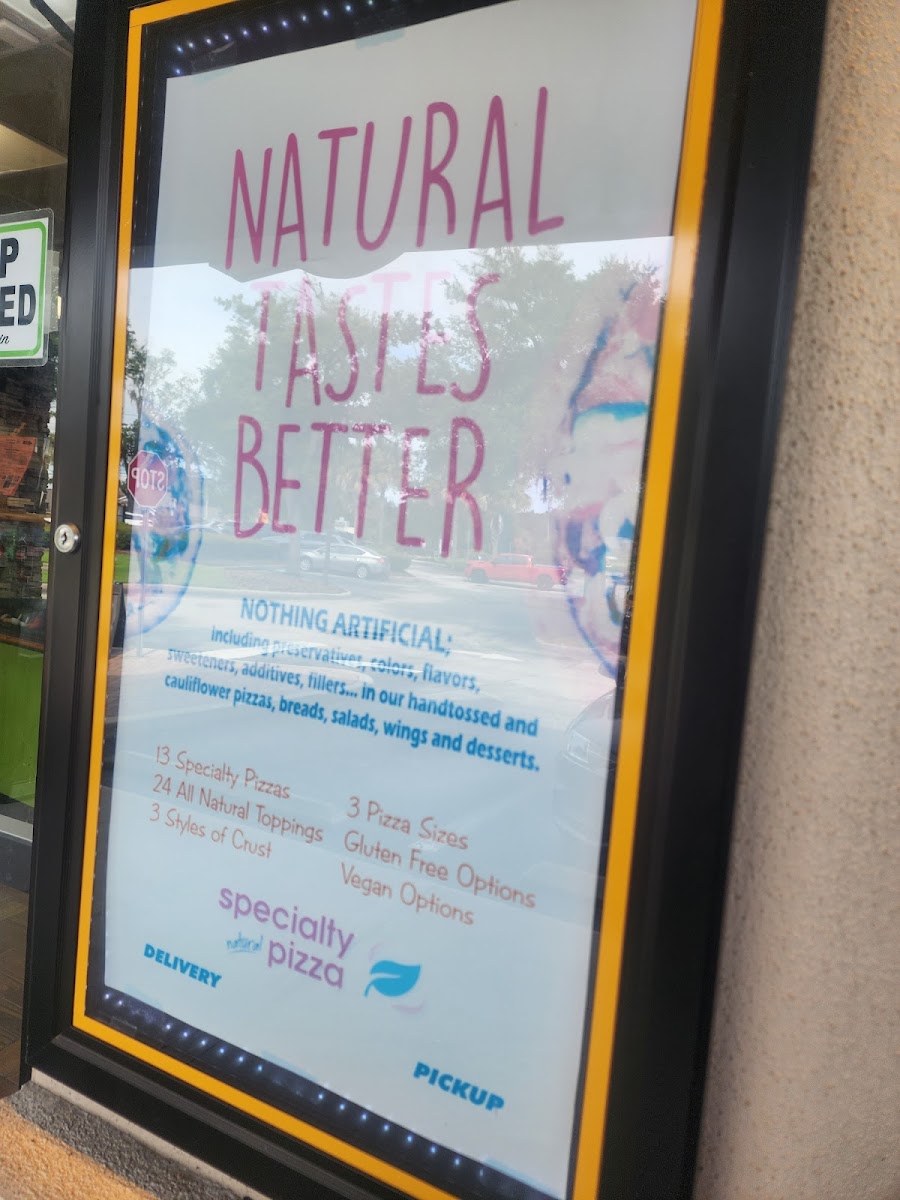 NATURAL
TASTES
BETTER
NOTHING ARTIFICIAL;
including preservatives, colors, flavors,
sweeteners, additives, fillers... in our handtossed and
cauliflower pizzas, breads, salads, wings and desserts.
13 Specialty Pizzas
24 All Natural Toppings
3 Styles of Crust
3 Pizza Sizes
Gluten Free Options
Vegan Options
specialty
natural pizza
DELIVERY
PICKUP
P
ED
in
STOP